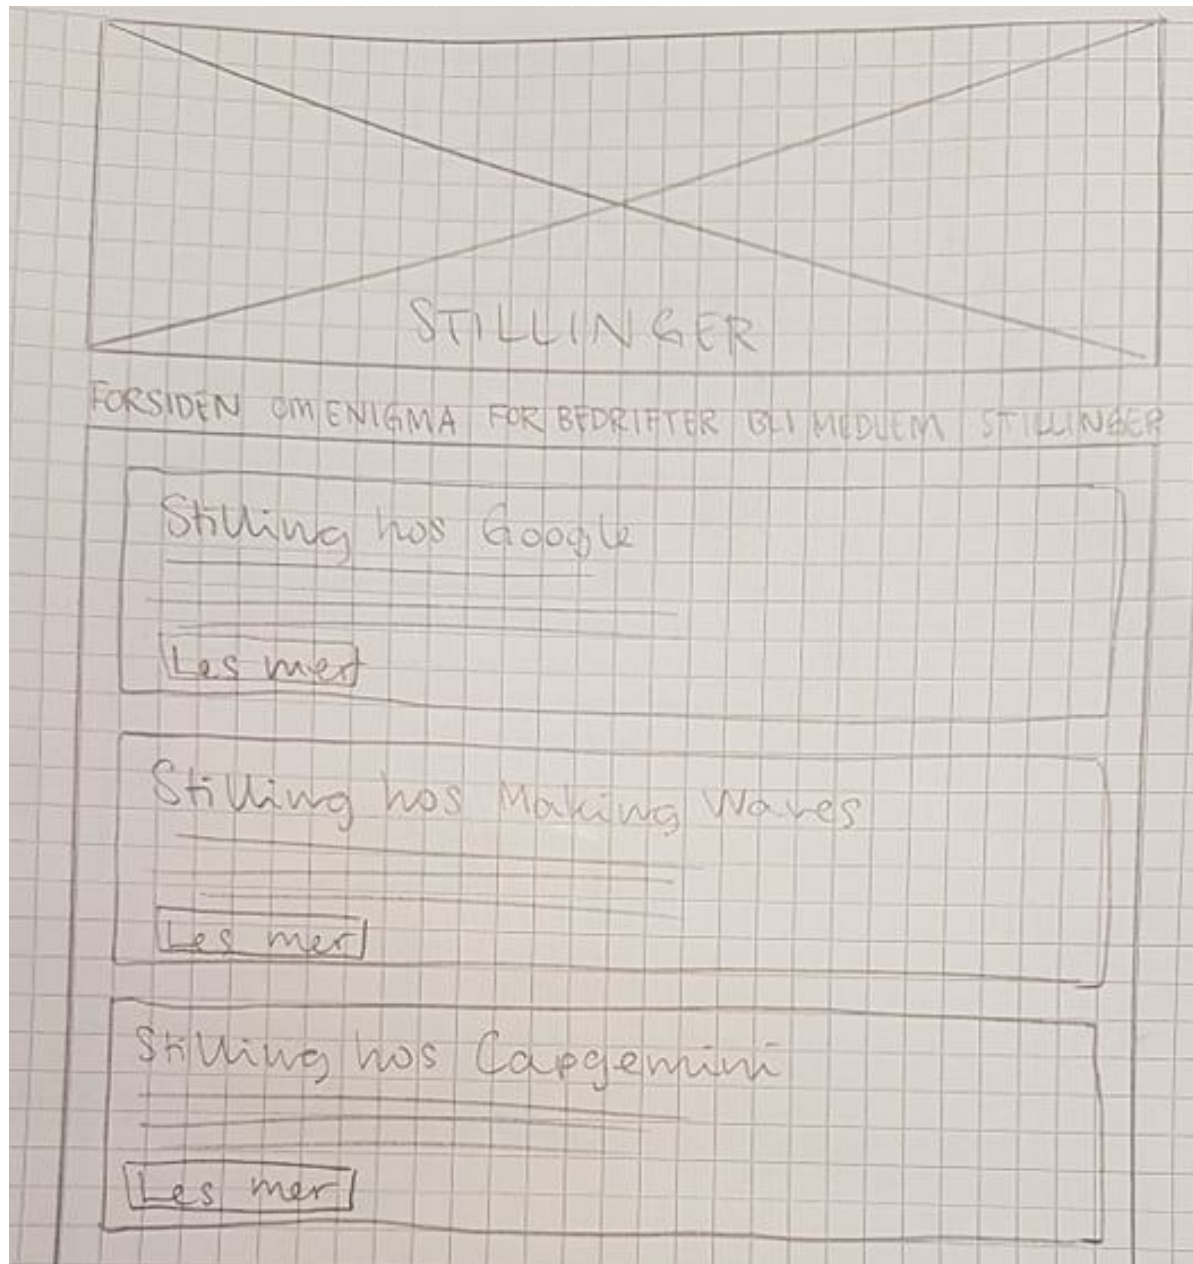 STILLINGER
FORSIDEN OM ENIGMA FOR BEDRIFTER BLI MEDLEM STILLINGER
Stilling hos Google
Les mer
Stilling hos Making Waves
Les mer
Stilling hos Capgemini
Les mer